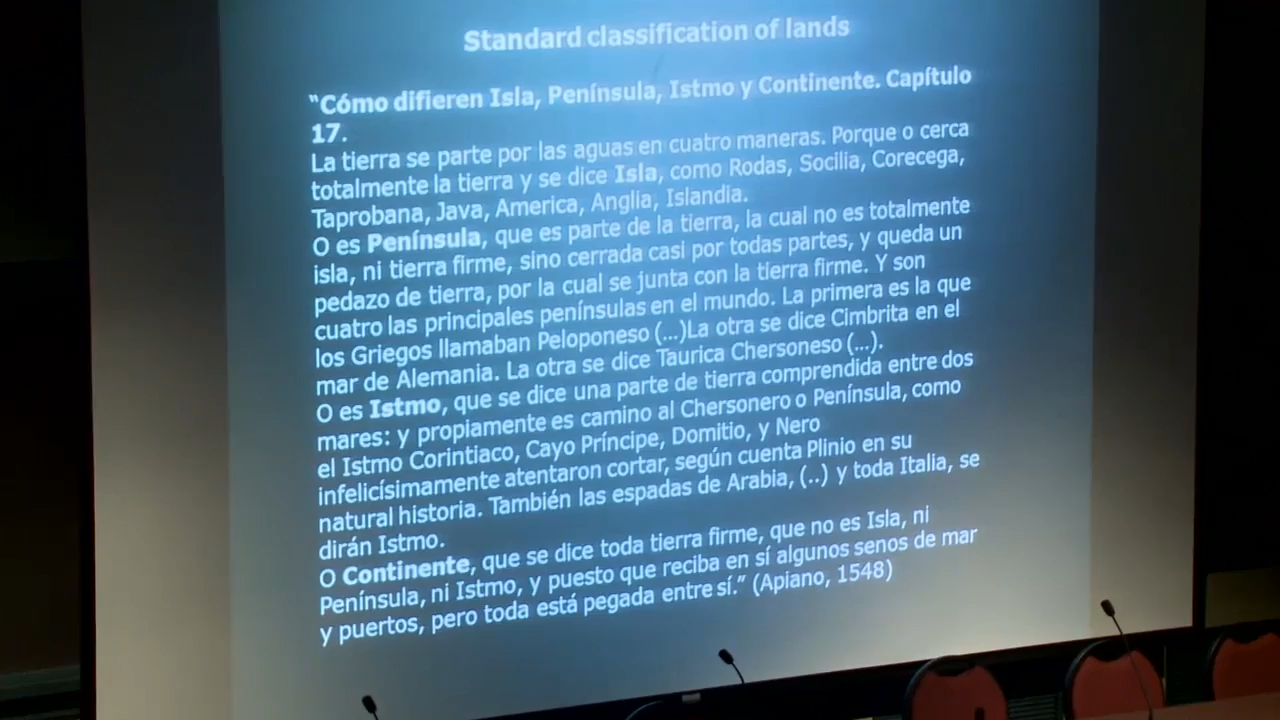 Standard classification of lands
“Cómo difieren Isla, Península, Istmo y Continente. Capítulo
17.
La tierra se parte por las aguas en cuatro maneras. Porque o cerca
totalmente la tierra y se dice Isla, como Rodas, Socilia, Corecega,
Taprobana, Java, America, Anglia, Islandia.
O es Península, que es parte de la tierra, la cual no es totalmente
isla, ni tierra firme, sino cerrada casi por todas partes, y queda un
pedazo de tierra, por la cual se junta con la tierra firme. Y son
cuatro las principales penínsulas en el mundo. La primera es la que
los Griegos llamaban Peloponeso (...)La otra se dice Cimbrita en el
mar de Alemania. La otra se dice Taurica Chersoneso (...).
O es Istmo, que se dice una parte de tierra comprendida entre dos
mares: y propiamente es camino al Chersonero o Península, como
el Istmo Corintiaco, Cayo Príncipe, Domitio, y Nero
infelicísimamente atentaron cortar, según cuenta Plinio en su
natural historia. También las espadas de Arabia, (..) y toda Italia, se
dirán Istmo.
O Continente, que se dice toda tierra firme, que no es Isla, ni
Península, ni Istmo, y puesto que reciba en sí algunos senos de mar
y puertos, pero toda está pegada entre sí.” (Apiano, 1548)